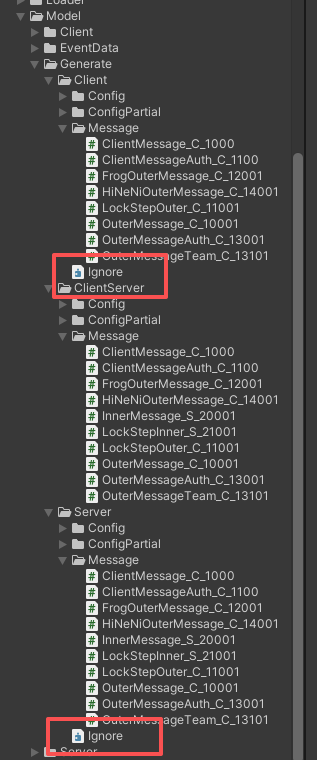 Loader
Model
Client
EventData
Generate
Client
Config
ConfigPartial
Message
ClientMessage_C_1000
ClientMessageAuth_C_1100
FrogOuterMessage_C_12001
HiNeNiOuterMessage_C_14001
LockStepOuter_C_11001
OuterMessage_C_10001
OuterMessageAuth_C_13001
OuterMessageTeam_C_13101
Ignore
ClientServer
Config
ConfigPartial
Message
ClientMessage_C_1000
ClientMessageAuth_C_1100
FrogOuterMessage_C_12001
HiNeNiOuterMessage_C_14001
InnerMessage_S_20001
LockStepInner_S_21001
LockStepOuter_C_11001
OuterMessage_C_10001
OuterMessageAuth_C_13001
OuterMessageTeam_C_13101
Server
Config
ConfigPartial
Message
ClientMessage_C_1000
ClientMessageAuth_C_1100
FrogOuterMessage_C_12001
HiNeNiOuterMessage_C_14001
InnerMessage_S_20001
LockStepInner_S_21001
LockStepOuter_C_11001
OuterMessage_C_10001
OuterMessageAuth_C_13001
OuterMessageTeam_C_13101
Ignore
Server